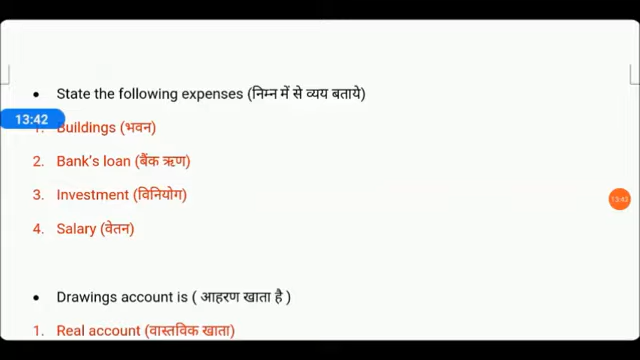 • State the following expenses (निम्न में से व्यय बताये)
13:42
1. Buildings (भवन)
2. Bank's loan (बैंक ऋण)
3. Investment (विनियोग)
13:42
4. Salary (वेतन)
• Drawings account is ( आहरण खाता है )
1. Real account (वास्तविक खाता)